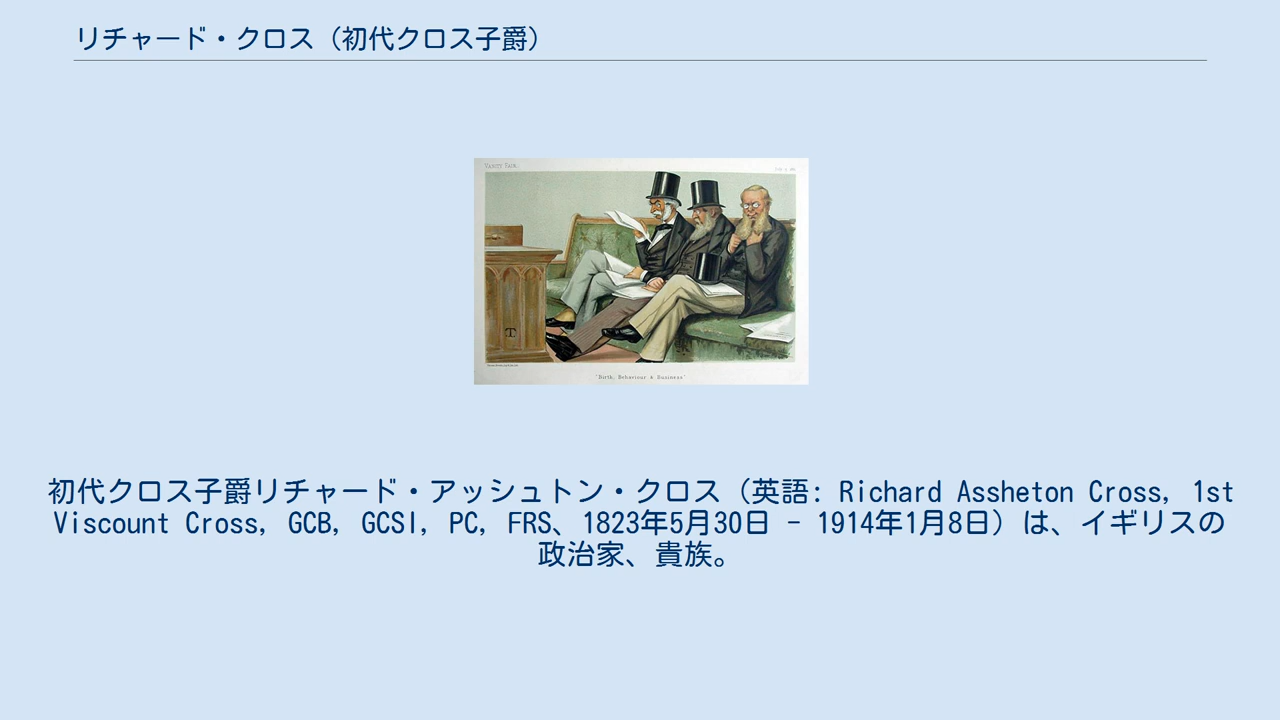 リチャード・クロス（初代クロス子爵）
VANITY FAIR.
"Birth, Behaviour & Business"
初代クロス子爵リチャード・アッシュトン・クロス（英語: Richard Assheton Cross, 1st
Viscount Cross, GCB, GCSI, PC, FRS、1823年5月30日 - 1914年1月8日）は、イギリスの
政治家、貴族。